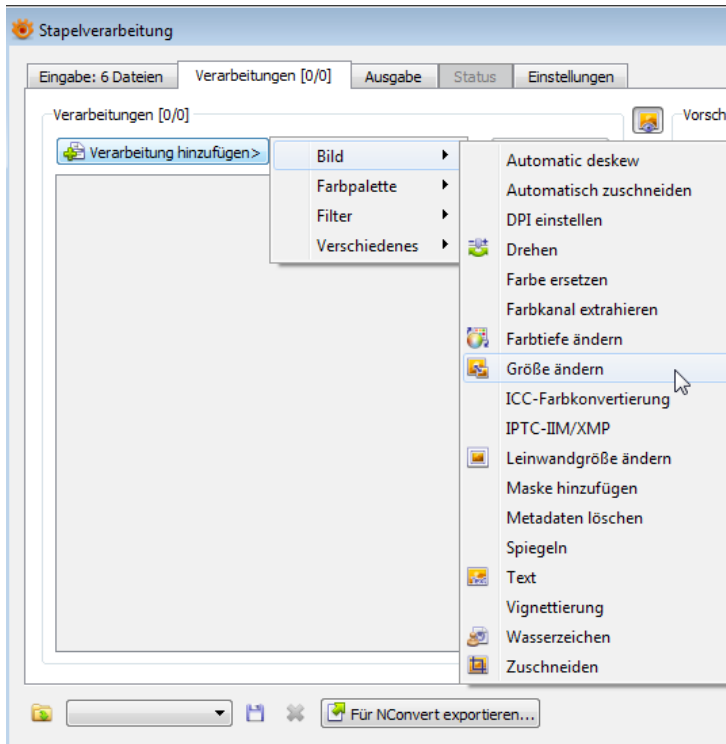 Stapelverarbeitung
Eingabe: 6 Dateien
Verarbeitungen [0/0]
Ausgabe
Status
Einstellungen
Verarbeitungen [0/0]
Vorsch
Verarbeitung hinzufügen>
Bild
Farbpalette
Filter
Verschiedenes
Automatic deskew
Automatisch zuschneiden
DPI einstellen
Drehen
Farbe ersetzen
Farbkanal extrahieren
Farbtiefe ändern
Größe ändern
ICC-Farbkonvertierung
IPTC-IIM/XMP
Leinwandgröße ändern
Maske hinzufügen
Metadaten löschen
Spiegeln
Text
Vignettierung
Wasserzeichen
Zuschneiden
Für NConvert exportieren...